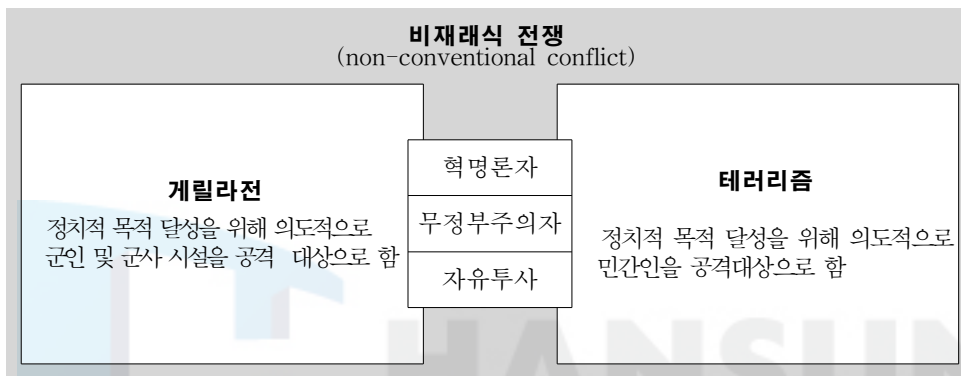 비재래식 전쟁
(non-conventional conflict)
게릴라전
정치적 목적 달성을 위해 의도적으로
군인 및 군사 시설을 공격 대상으로 함
혁명론자
무정부주의자
자유투사
테러리즘
정치적 목적 달성을 위해 의도적으로
민간인을 공격대상으로 함
HANSUN